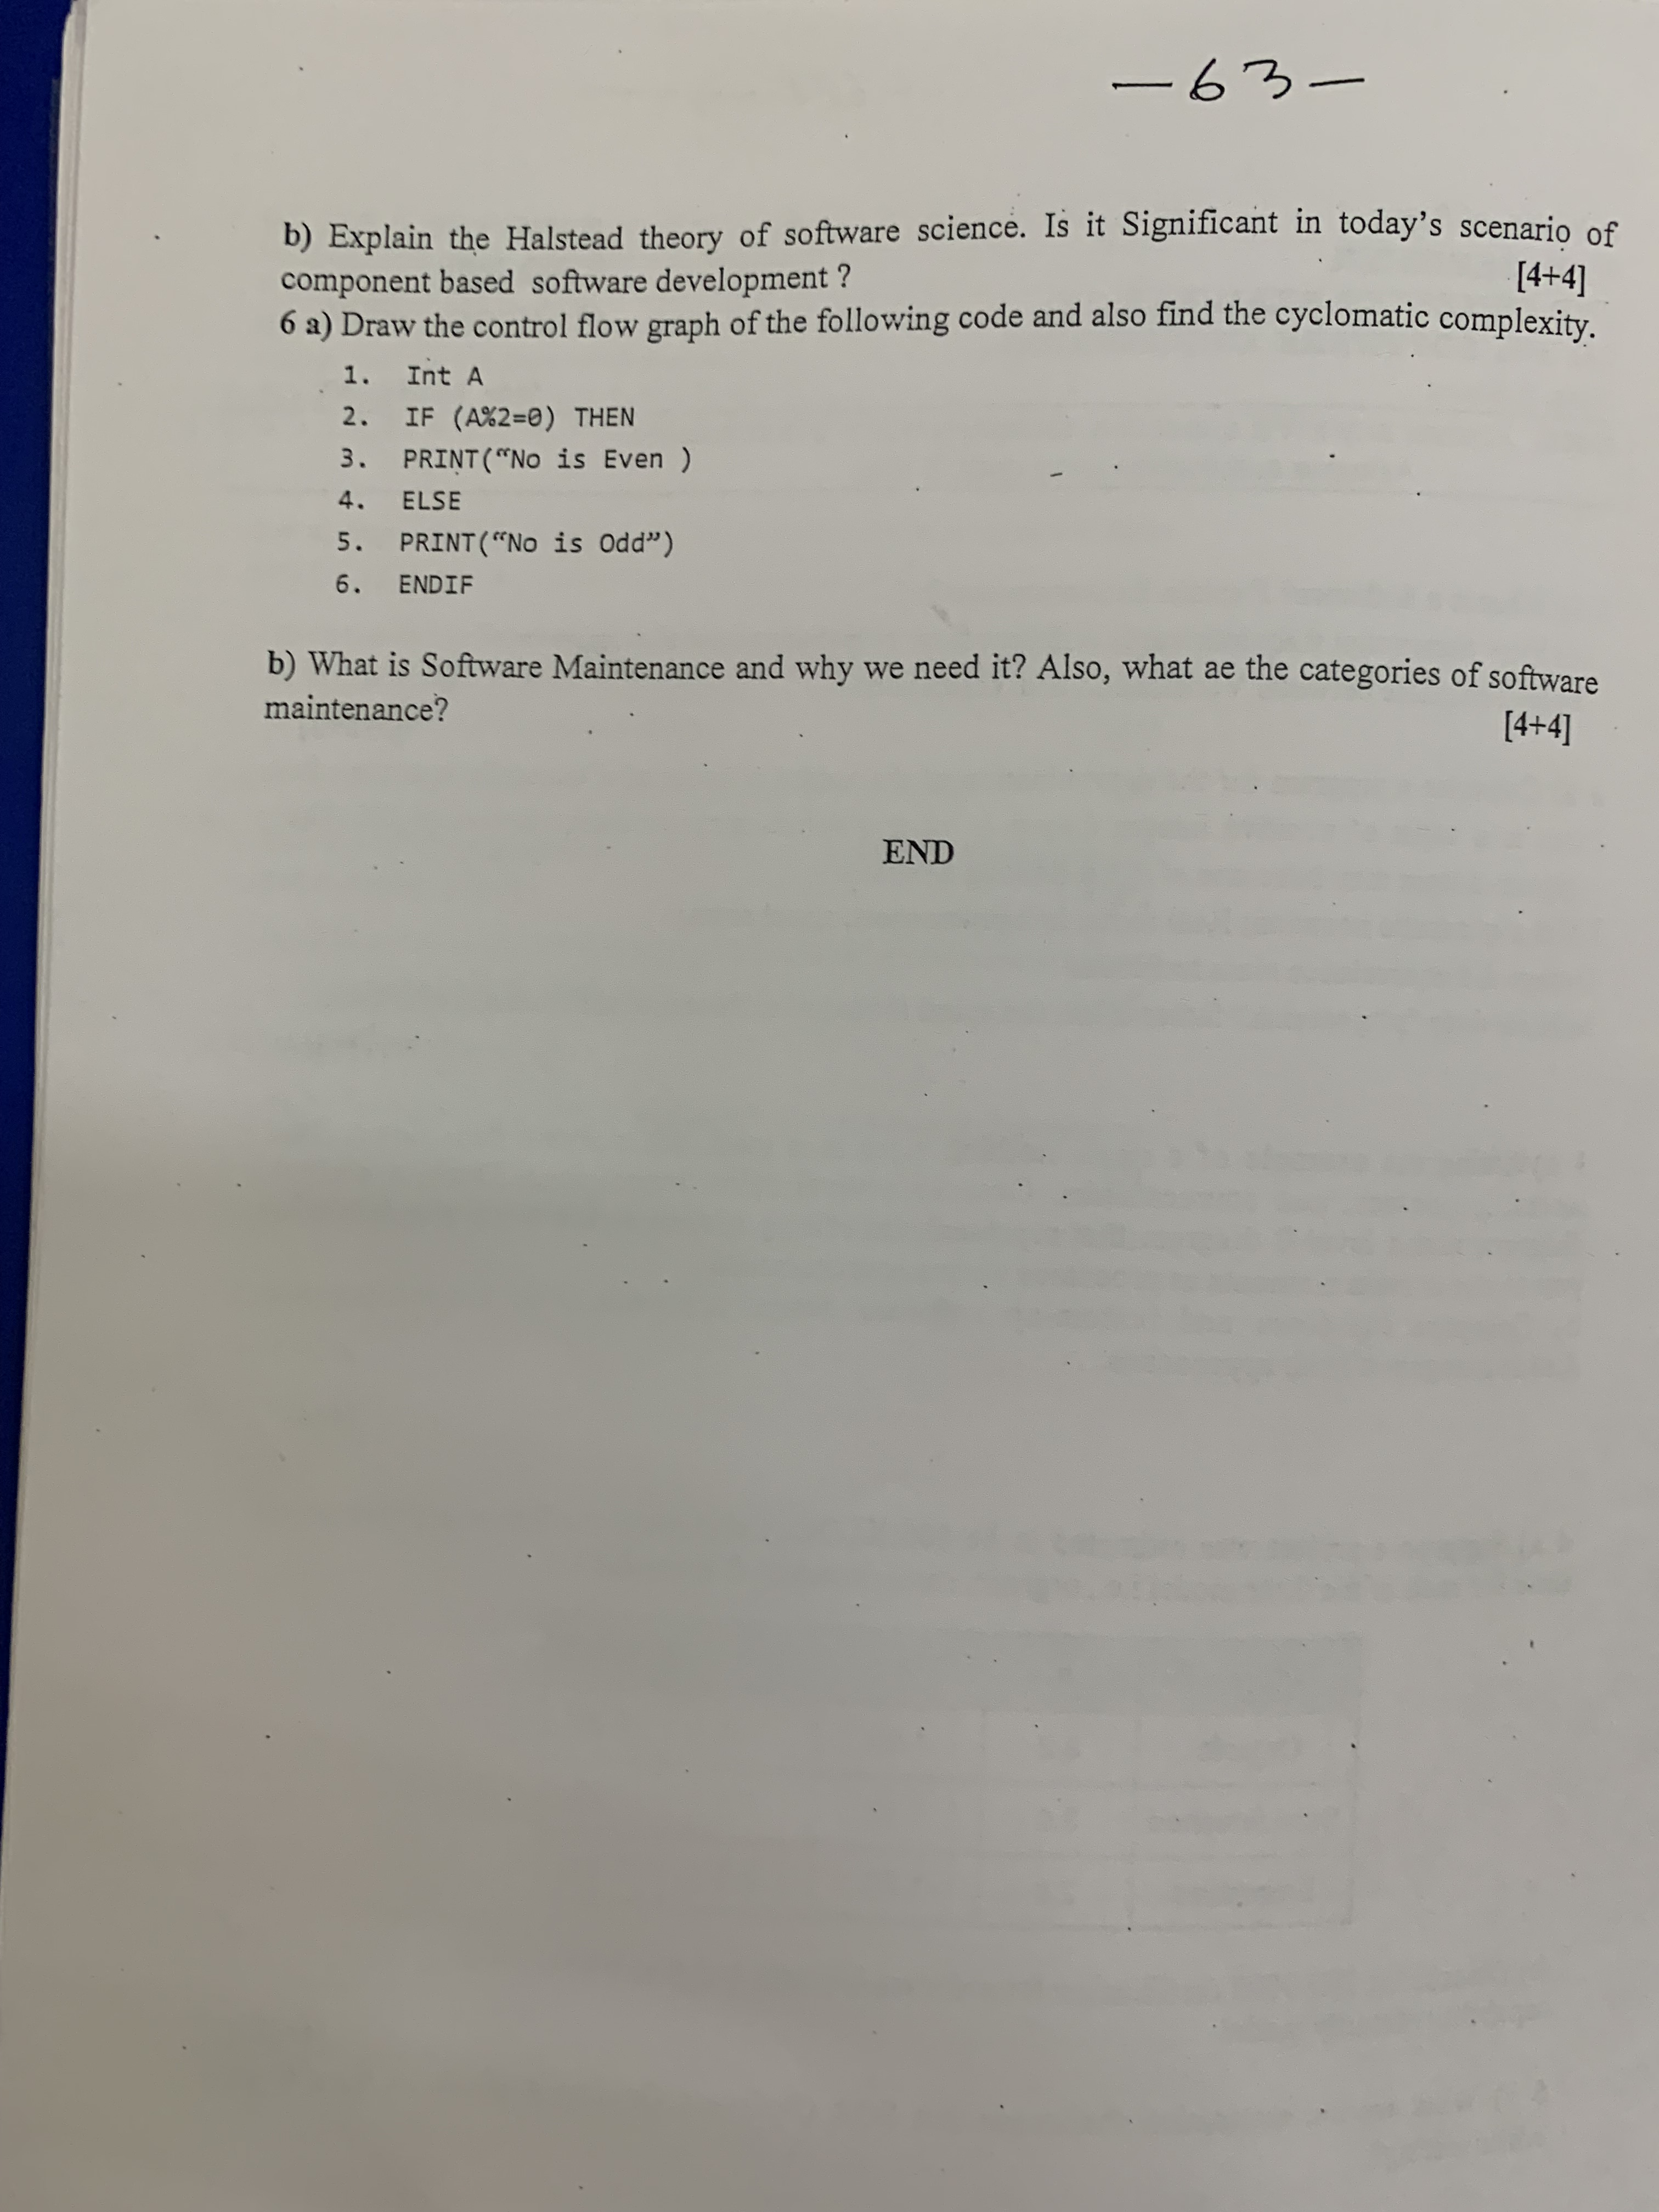 — 63 —
b) Explain the Halstead theory of software science. Is it Significant in today's scenario of
component based software development ?
[4+4]
6 a) Draw the control flow graph of the following code and also find the cyclomatic complexity.
1. Int A
2. IF (A%2=0) THEN
3. PRINT(“No is Even )
4. ELSE
5. PRINT(“No is Odd”)
6. ENDIF
b) What is Software Maintenance and why we need it? Also, what ae the categories of software
maintenance?
[4+4]
END